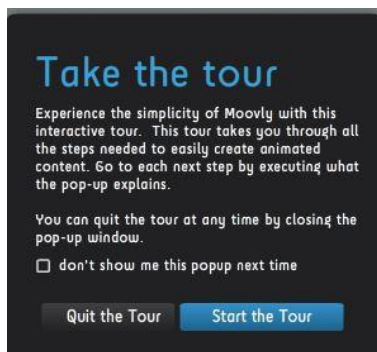 Take the tour
Experience the simplicity of Moovly with this
interactive tour. This tour takes you through all
the steps needed to easily create animated
content. Go to each next step by executing what
the pop-up explains.
You can quit the tour at any time by closing the
pop-up window.
don't show me this popup next time
Quit the Tour Start the Tour